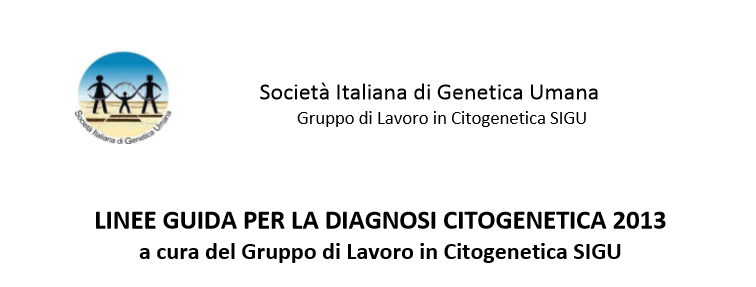 Società Italiana di Genetica Umana
Gruppo di Lavoro in Citogenetica SIGU
Società Italiana di Genetica Umana
LINEE GUIDA PER LA DIAGNOSI CITOGENETICA 2013
a cura del Gruppo di Lavoro in Citogenetica SIGU